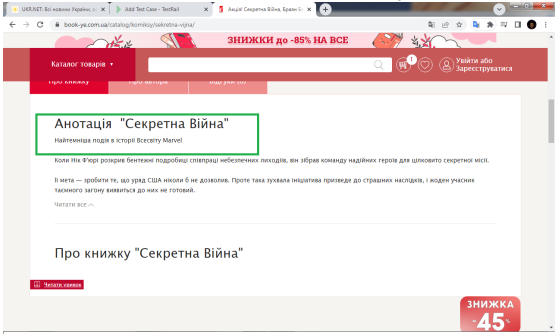 UKR.NET: Всі новини України, о
Add Test Case - TestRail
Акція! Секретна Війна, Браян Бе
book-ye.com.ua/catalog/komiksy/sekretna-vijna/
ЗНИЖКИ до -85% НА ВСЕ
Каталог товарів
0
Увійти або
Зареєструватися
Про книжку Про автора Відгуки (0)
Анотація "Секретна Війна"
Найтемніша подія в історії Всесвіту Marvel
Коли Нік Ф'юрі розкрив бентежні подробиці співпраці небезпечних лиходіїв, він зібрав команду надійних героїв для цілковито секретної місії.
Її мета — зробити те, що уряд США ніколи б не дозволив. Проте така зухвала ініціатива призведе до страшних наслідків, і жоден учасник
таємного загону виявиться до них не готовий.
Читати все
Про книжку "Секретна Війна"
Читати уривок
ЗНИЖКА
-45%